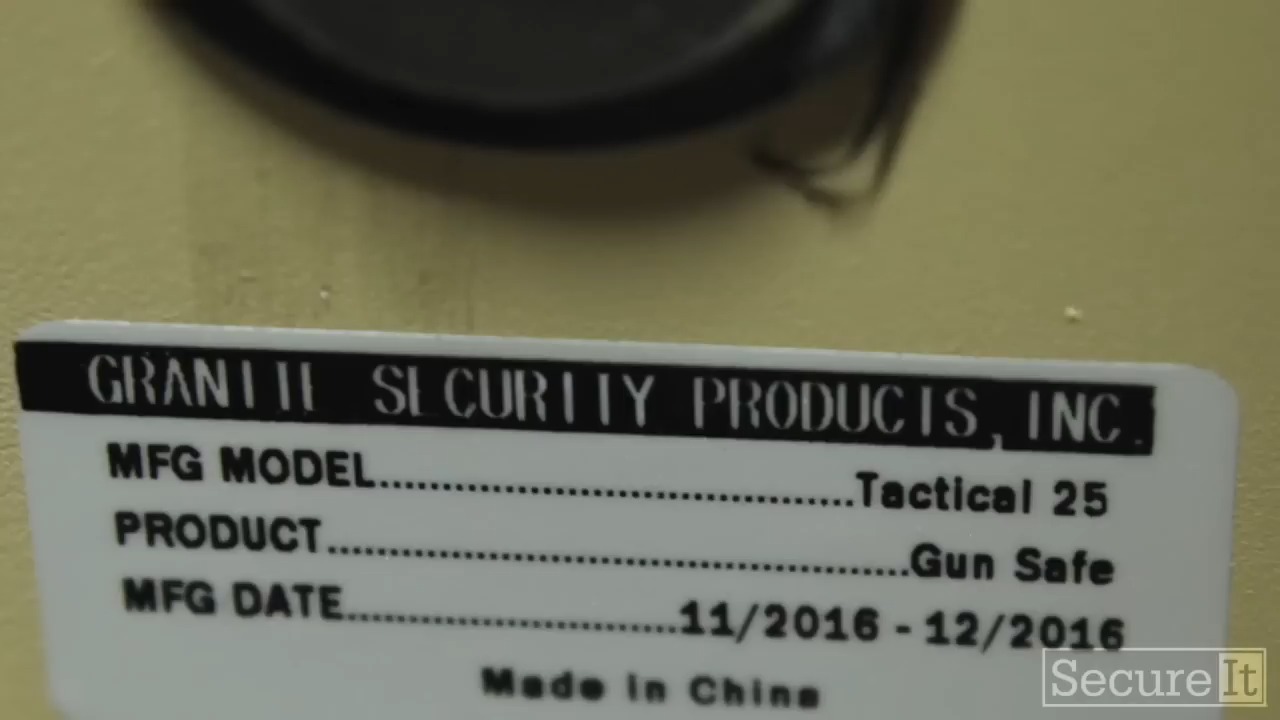 GRANITE SECURITY PRODUCTS, INC.
MFG MODEL..........Tactical 25
PRODUCT..........Gun Safe
MFG DATE..........11/2016 - 12/2016
Made in China
SecureIt